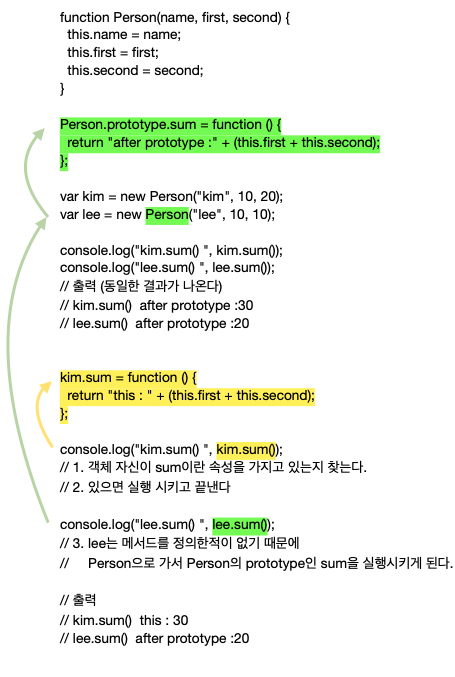 function Person(name, first, second) {
this.name = name;
this.first = first;
this.second = second;
}
Person.prototype.sum = function () {
return "after prototype :" + (this.first + this.second);
};
var kim = new Person("kim", 10, 20);
var lee = new Person("lee", 10, 10);
console.log("kim.sum() ", kim.sum());
console.log("lee.sum() ", lee.sum());
// 출력 (동일한 결과가 나온다)
// kim.sum()  after prototype :30
// lee.sum()  after prototype :20
kim.sum = function () {
return "this : " + (this.first + this.second);
};
console.log("kim.sum() ", kim.sum());
// 1. 객체 자신이 sum이란 속성을 가지고 있는지 찾는다.
// 2. 있으면 실행 시키고 끝낸다
console.log("lee.sum() ", lee.sum());
// 3. lee는 메서드를 정의한적이 없기 때문에
//     Person으로 가서 Person의 prototype인 sum을 실행시키게 된다.
// 출력
// kim.sum()  this : 30
// lee.sum()  after prototype :20